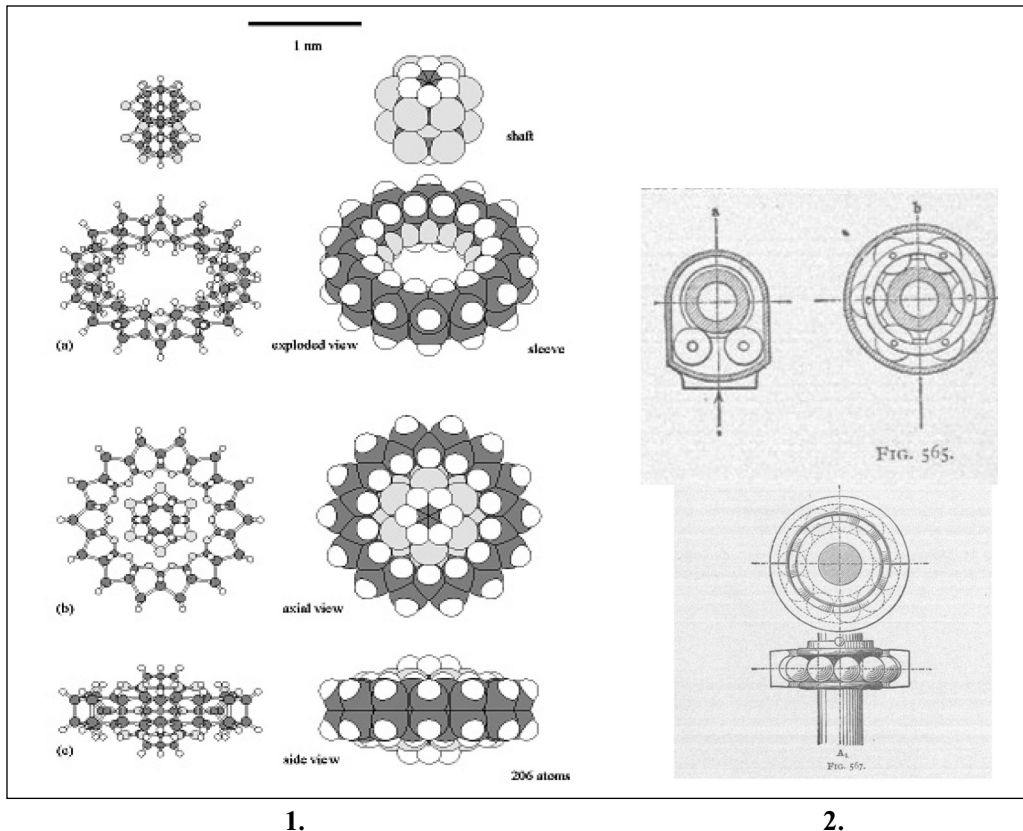 1 nm
shaft
(a)
exploded view
sleeve
a
b
FIG. 565.
(b)
axial view
(c)
side view
206 atoms
A₁
FIG. 567.
1.
2.